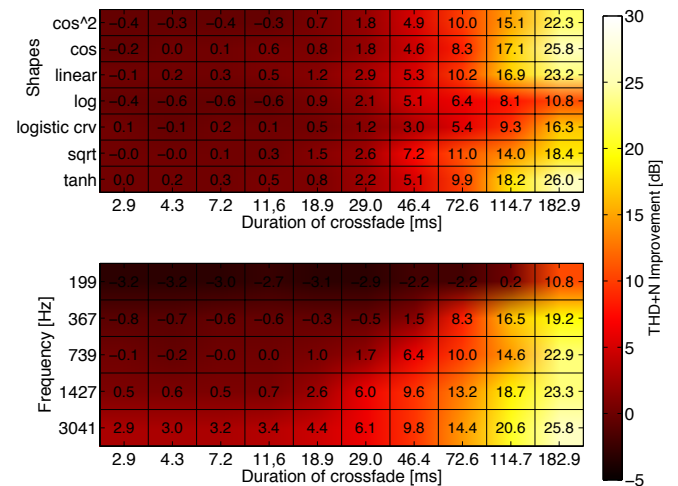 Shapes
cos^2 −0.4 −0.3 −0.4 −0.3 0.7 1.8 4.9 10.0 15.1 22.3
cos −0.2 0.0 0.1 0.6 0.8 1.8 4.6 8.3 17.1 25.8
linear −0.1 0.2 0.3 0.5 1.2 2.9 5.3 10.2 16.9 23.2
log −0.4 −0.6 −0.6 −0.6 0.9 2.1 5.1 6.4 8.1 10.8
logistic crv 0.1 −0.1 0.2 0.1 0.5 1.2 3.0 5.4 9.3 16.3
sqrt −0.0 −0.0 0.1 0.3 1.5 2.6 7.2 11.0 14.0 18.4
tanh 0.0 0.2 0.3 0.5 0.8 2.2 5.1 9.9 18.2 26.0
2.9 4.3 7.2 11,6 18.9 29.0 46.4 72.6 114.7 182.9
Duration of crossfade [ms]
Frequency [Hz]
199 −3.2 −3.2 −3.0 −2.7 −3.1 −2.9 −2.2 −2.2 0.2 10.8
367 −0.8 −0.7 −0.6 −0.6 −0.3 −0.5 1.5 8.3 16.5 19.2
739 −0.1 −0.2 −0.0 0.0 1.0 1.7 6.4 10.0 14.6 22.9
1427 0.5 0.6 0.5 0.7 2.6 6.0 9.6 13.2 18.7 23.3
3041 2.9 3.0 3.2 3.4 4.4 6.1 9.8 14.4 20.6 25.8
2.9 4.3 7.2 11,6 18.9 29.0 46.4 72.6 114.7 182.9
Duration of crossfade [ms]
30
25
20
15
10
5
0
−5
THD+N Improvement [dB]